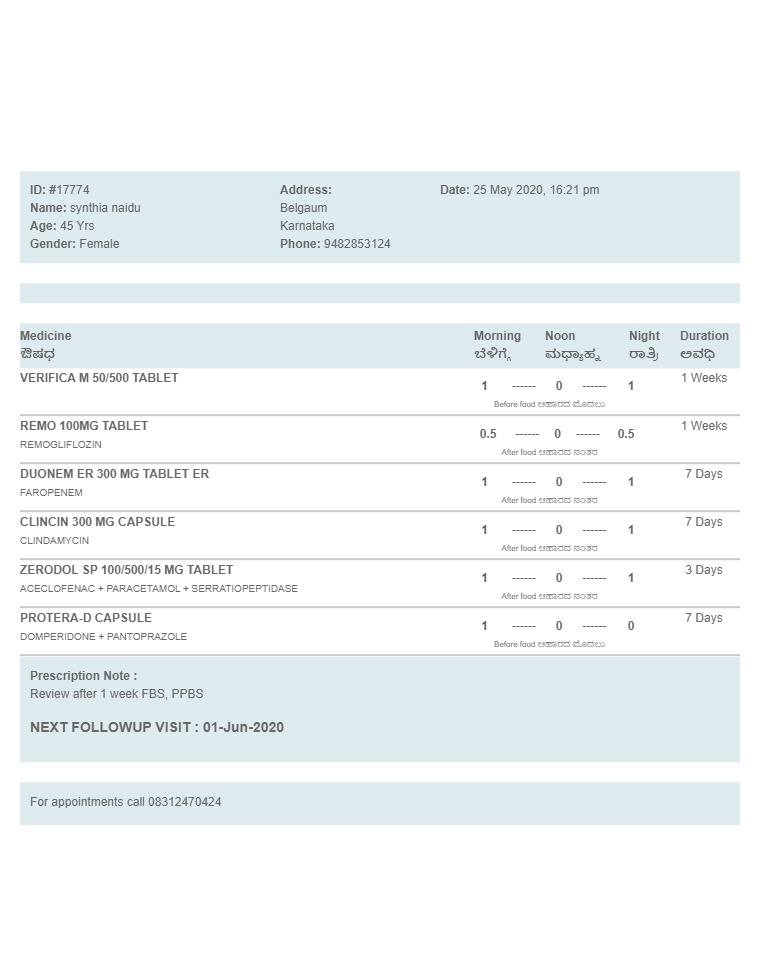 ID: #17774
Name: synthia naidu
Age: 45 Yrs
Gender: Female
Address:
Belgaum
Karnataka
Phone: 9482853124
Date: 25 May 2020, 16:21 pm
Medicine Morning Noon Night Duration
ಔಷಧ ಬೆಳಿಗ್ಗೆ ಮಧ್ಯಾಹ್ನ ರಾತ್ರಿ ಅವಧಿ
VERIFICA M 50/500 TABLET 1 ------ 0 ------ 1 1 Weeks
Before food ಆಹಾರದ ಮೊದಲು
REMO 100MG TABLET 0.5 ------ 0 ------ 0.5 1 Weeks
REMOGLIFLOZIN After food ಆಹಾರದ ನಂತರ
DUONEM ER 300 MG TABLET ER 1 ------ 0 ------ 1 7 Days
FAROPENEM After food ಆಹಾರದ ನಂತರ
CLINCIN 300 MG CAPSULE 1 ------ 0 ------ 1 7 Days
CLINDAMYCIN After food ಆಹಾರದ ನಂತರ
ZERODOL SP 100/500/15 MG TABLET 1 ------ 0 ------ 1 3 Days
ACECLOFENAC + PARACETAMOL + SERRATIOPEPTIDASE After food ಆಹಾರದ ನಂತರ
PROTERA-D CAPSULE 1 ------ 0 ------ 0 7 Days
DOMPERIDONE + PANTOPRAZOLE Before food ಆಹಾರದ ಮೊದಲು
Prescription Note :
Review after 1 week FBS, PPBS
NEXT FOLLOWUP VISIT : 01-Jun-2020
For appointments call 08312470424